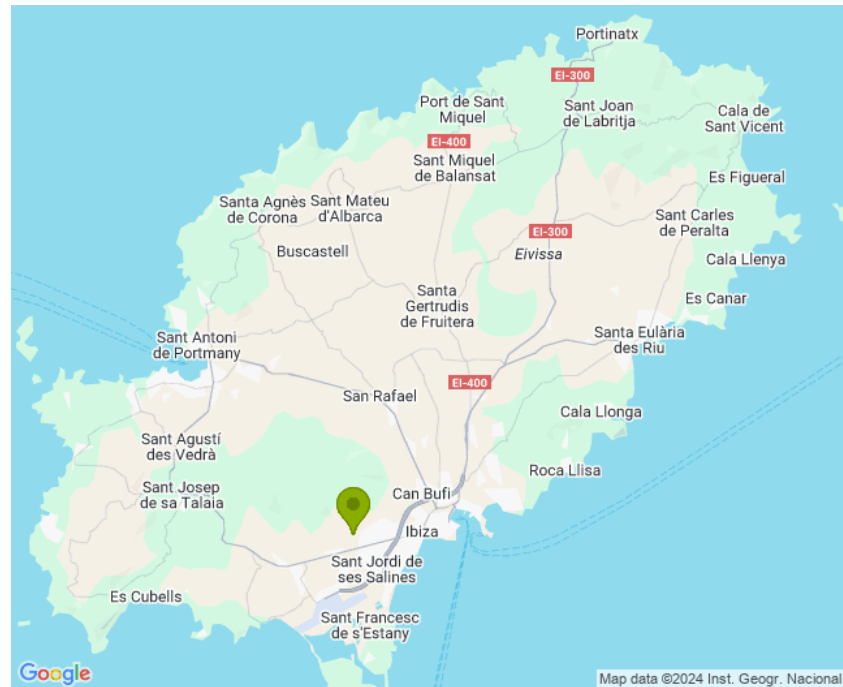 Portinatx
EI-300
Port de Sant
Miquel
Sant Joan
de Labritja
Cala de
Sant Vicent
EI-400
Sant Miquel
de Balansat
Es Figueral
Santa Agnès
de Corona
Sant Mateu
d'Albarca
Sant Carles
de Peralta
EI-300
Buscastell
Eivissa
Cala Llenya
Santa
Gertrudis
de Fruitera
Es Canar
Sant Antoni
de Portmany
Santa Eulària
des Riu
EI-400
San Rafael
Cala Llonga
Sant Agustí
des Vedrà
Roca Llisa
Sant Josep
de sa Talaia
Can Bufi
Ibiza
Sant Jordi de
ses Salines
Es Cubells
Sant Francesc
de s'Estany
Google
Map data ©2024 Inst. Geogr. Nacional